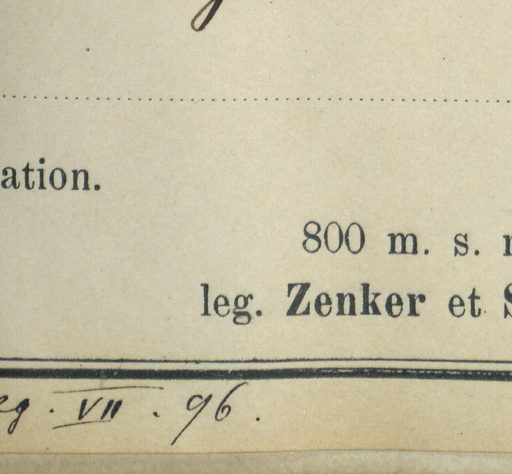 ation.
800 m. s.
leg. Zenker et
VII. 96.